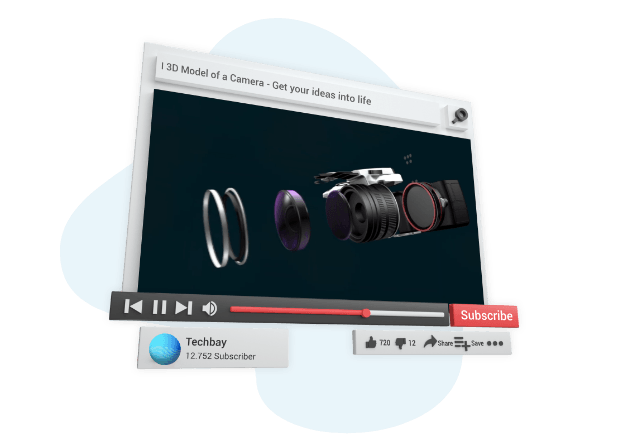 | 3D Model of a Camera - Get your ideas into life
Subscribe
Techbay
12.752 Subscriber
720 12 Share Save